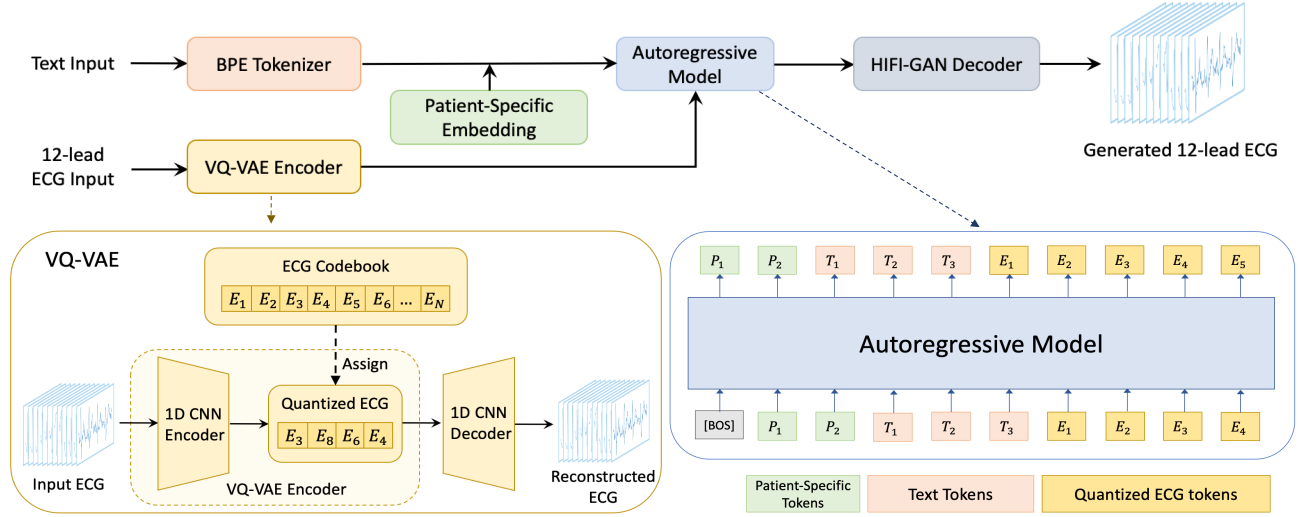 Text Input
BPE Tokenizer
Patient-Specific
Embedding
Autoregressive
Model
HIFI-GAN Decoder
Generated 12-lead ECG
12-lead
ECG Input
VQ-VAE Encoder
VQ-VAE
ECG Codebook
E1 E2 E3 E4 E5 E6 ... EN
Assign
1D CNN
Encoder
Quantized ECG
E3 E8 E6 E4
1D CNN
Decoder
Input ECG
VQ-VAE Encoder
Reconstructed
ECG
P1 P2 T1 T2 T3 E1 E2 E3 E4 E5
Autoregressive Model
[BOS] P1 P2 T1 T2 T3 E1 E2 E3 E4
Patient-Specific
Tokens
Text Tokens
Quantized ECG tokens